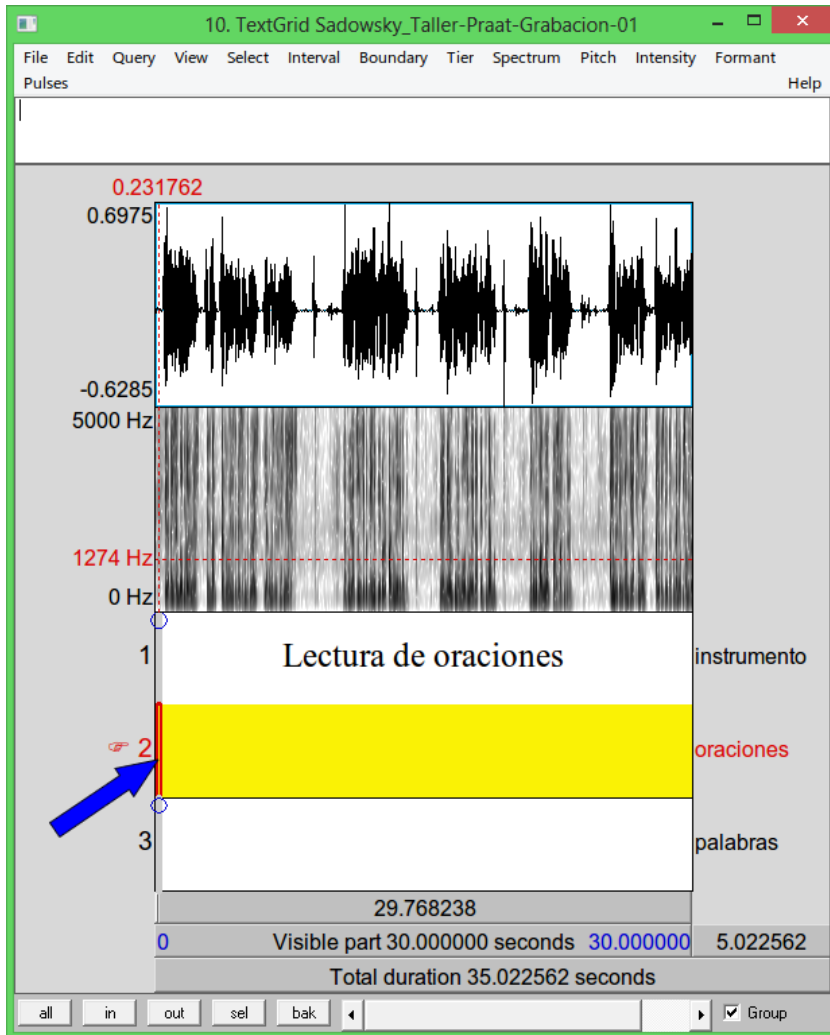 10. TextGrid Sadowsky_Taller-Praat-Grabacion-01
File Edit Query View Select Interval Boundary Tier Spectrum Pitch Intensity Formant
Pulses Help
0.231762
0.6975
-0.6285
5000 Hz
1274 Hz
0 Hz
1 Lectura de oraciones instrumento
2 oraciones
3 palabras
29.768238
0 Visible part 30.000000 seconds 30.000000 5.022562
Total duration 35.022562 seconds
all in out sel bak Group